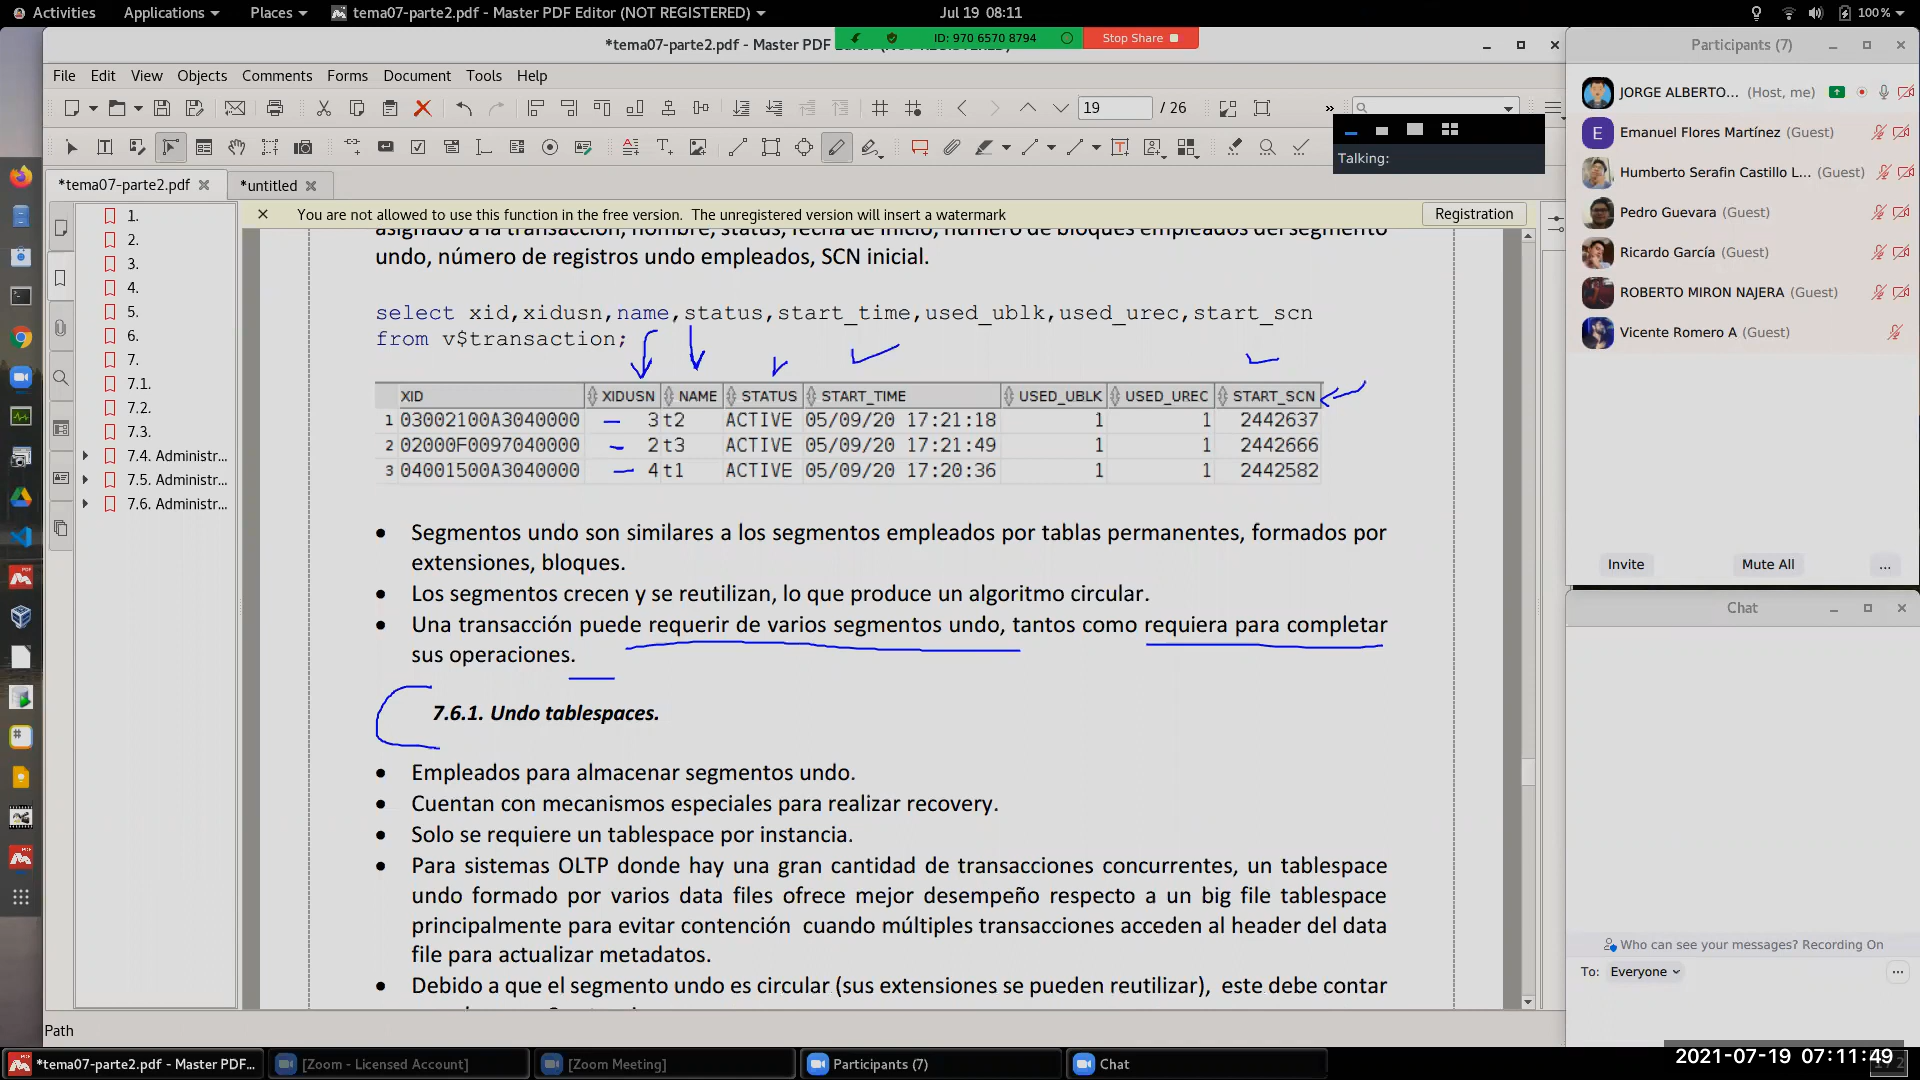 Activities Applications Places tema07-parte2.pdf - Master PDF Editor (NOT REGISTERED) Jul 19 08:11 100%
*tema07-parte2.pdf - Master PDF
ID: 970 6570 8794 Stop Share
File Edit View Objects Comments Forms Document Tools Help
19 / 26
Talking:
*tema07-parte2.pdf *untitled
You are not allowed to use this function in the free version. The unregistered version will insert a watermark Registration
1.
2.
3.
4.
5.
6.
7.
7.1.
7.2.
7.3.
7.4. Administr...
7.5. Administr...
7.6. Administr...
asignado a la transacción, nombre, status, fecha de inicio, número de bloques empleados del segmento
undo, número de registros undo empleados, SCN inicial.
select xid,xidusn,name,status,start_time,used_ublk,used_urec,start_scn
from v$transaction;
XID XIDUSN NAME STATUS START_TIME USED_UBLK USED_UREC START_SCN
1 03002100A3040000 3 t2 ACTIVE 05/09/20 17:21:18 1 1 2442637
2 02000F0097040000 2 t3 ACTIVE 05/09/20 17:21:49 1 1 2442666
3 04001500A3040000 4 t1 ACTIVE 05/09/20 17:20:36 1 1 2442582
• Segmentos undo son similares a los segmentos empleados por tablas permanentes, formados por
extensiones, bloques.
• Los segmentos crecen y se reutilizan, lo que produce un algoritmo circular.
• Una transacción puede requerir de varios segmentos undo, tantos como requiera para completar
sus operaciones.
7.6.1. Undo tablespaces.
• Empleados para almacenar segmentos undo.
• Cuentan con mecanismos especiales para realizar recovery.
• Solo se requiere un tablespace por instancia.
• Para sistemas OLTP donde hay una gran cantidad de transacciones concurrentes, un tablespace
undo formado por varios data files ofrece mejor desempeño respecto a un big file tablespace
principalmente para evitar contención cuando múltiples transacciones acceden al header del data
file para actualizar metadatos.
• Debido a que el segmento undo es circular (sus extensiones se pueden reutilizar), este debe contar
Path
Participants (7)
JORGE ALBERTO... (Host, me)
E Emanuel Flores Martínez (Guest)
Humberto Serafin Castillo L... (Guest)
Pedro Guevara (Guest)
Ricardo García (Guest)
ROBERTO MIRON NAJERA (Guest)
Vicente Romero A (Guest)
Invite Mute All ...
Chat
Who can see your messages? Recording On
To: Everyone
*tema07-parte2.pdf - Master PDF... [Zoom - Licensed Account] [Zoom Meeting] Participants (7) Chat
2021-07-19 07:11:49